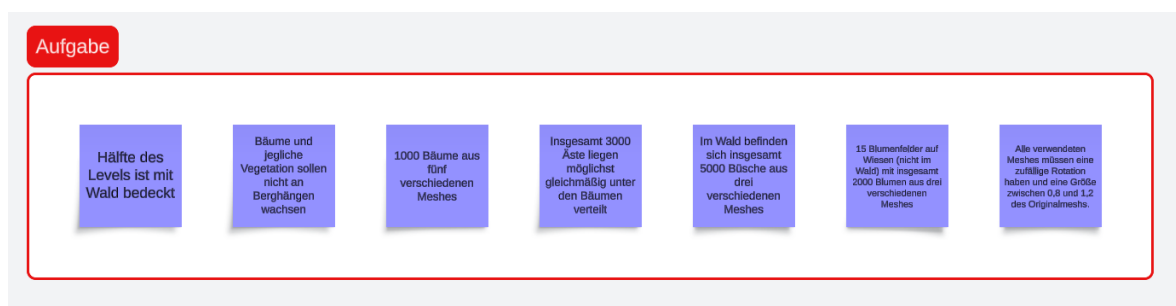 Aufgabe
Hälfte des
Levels ist mit
Wald bedeckt
Bäume und
jegliche
Vegetation sollen
nicht an
Berghängen
wachsen
1000 Bäume aus
fünf
verschiedenen
Meshes
Insgesamt 3000
Äste liegen
möglichst
gleichmäßig unter
den Bäumen
verteilt
Im Wald befinden
sich insgesamt
5000 Büsche aus
drei
verschiedenen
Meshes
15 Blumenfelder auf
Wiesen (nicht im
Wald) mit insgesamt
2000 Blumen aus drei
verschiedenen
Meshes
Alle verwendeten
Meshes müssen eine
zufällige Rotation
haben und eine Größe
zwischen 0,8 und 1,2
des Originalmeshs.